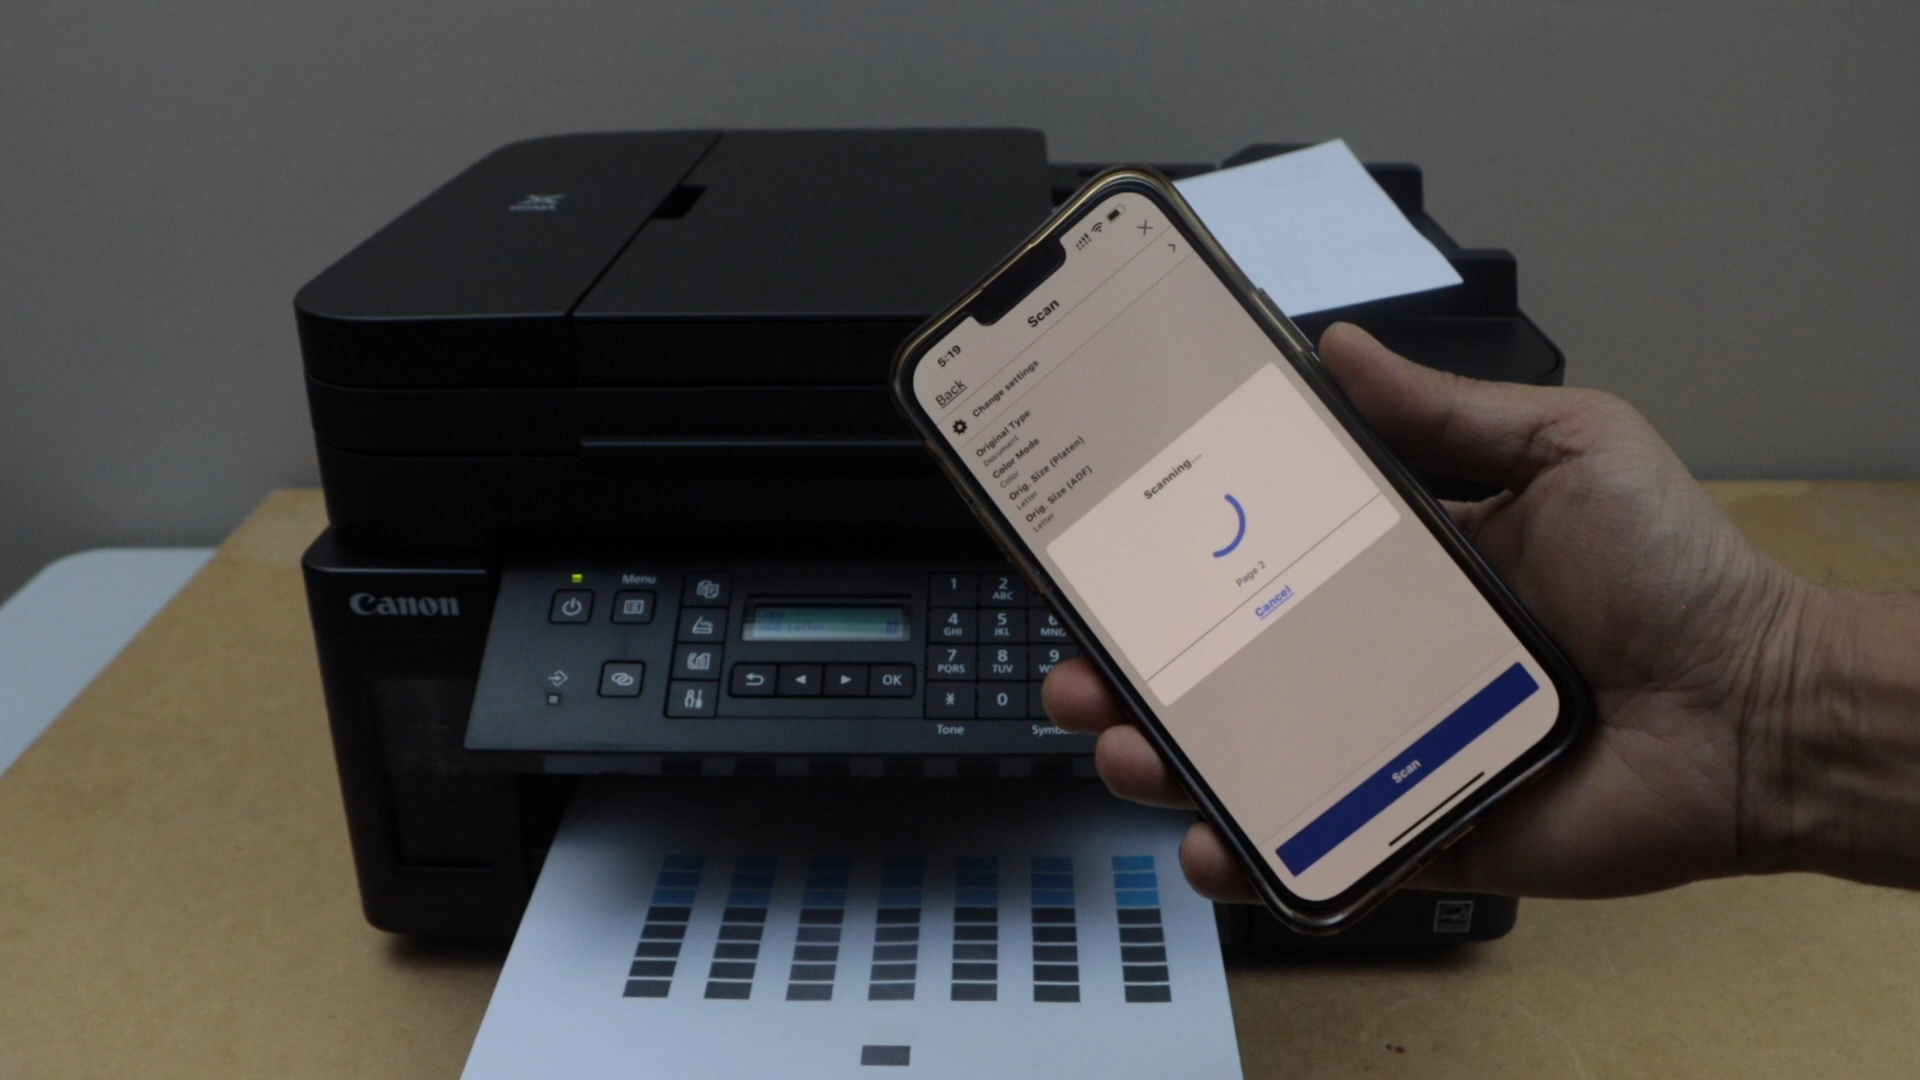 5:19
Scan
Back
Change settings
Original Type
Document
Color Mode
Color
Orig. Size (Platen)
Letter
Orig. Size (ADF)
Letter
Scanning...
Page 2
Cancel
Scan
Canon
Menu
OK
1
2
ABC
4
GHI
5
JKL
6
7
PQRS
8
TUV
9
*
0
Tone